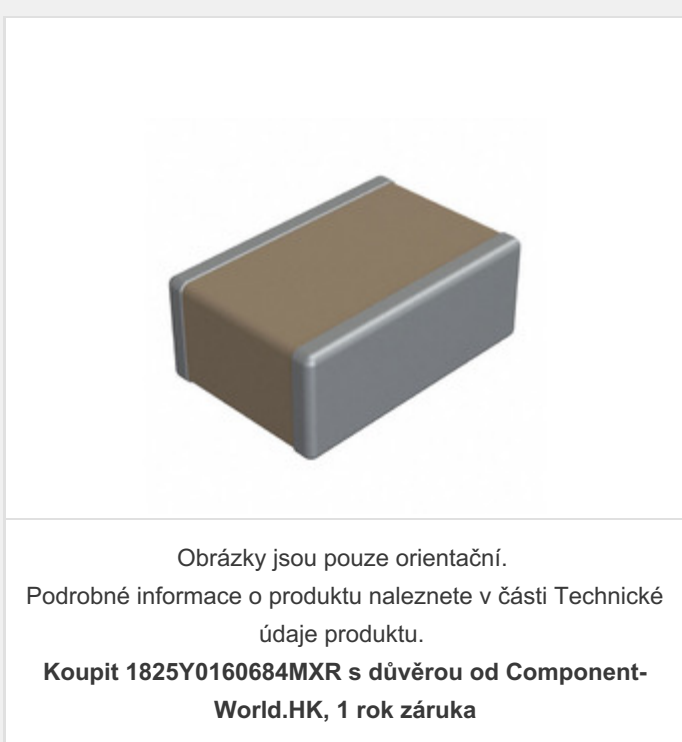 Obrázky jsou pouze orientační.
Podrobné informace o produktu naleznete v části Technické
údaje produktu.
Koupit 1825Y0160684MXR s důvěrou od Component-
World.HK, 1 rok záruka